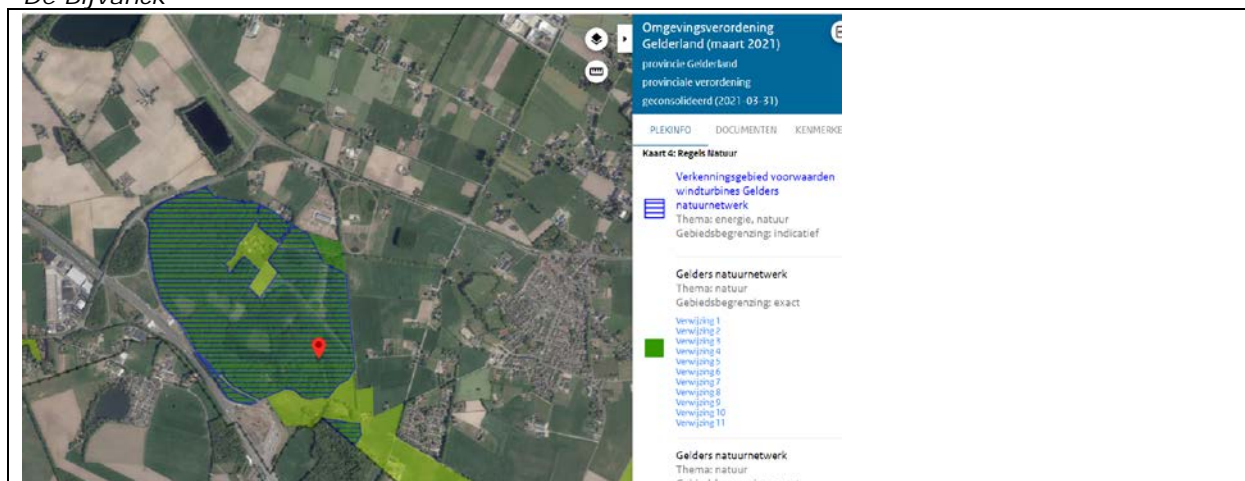 De Bijvanck
Omgevingsverordening
Gelderland (maart 2021)
provincie Gelderland
provinciale verordening
geconsolideerd (2021-03-31)
PLEKINFO DOCUMENTEN KENMERKE
Kaart 4: Regels Natuur
Verkenningsgebied voorwaarden
windturbines Gelders
natuurnetwerk
Thema: energie, natuur
Gebiedsbegrenzing: indicatief
Gelders natuurnetwerk
Thema: natuur
Gebiedsbegrenzing: exact
Verwijzing 1
Verwijzing 2
Verwijzing 3
Verwijzing 4
Verwijzing 5
Verwijzing 6
Verwijzing 7
Verwijzing 8
Verwijzing 9
Verwijzing 10
Verwijzing 11
Gelders natuurnetwerk
Thema: natuur